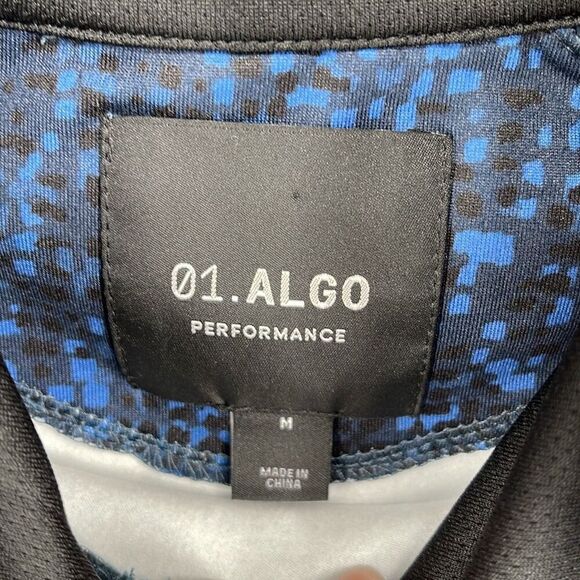 01.ALGO
PERFORMANCE
M
MADE IN
CHINA